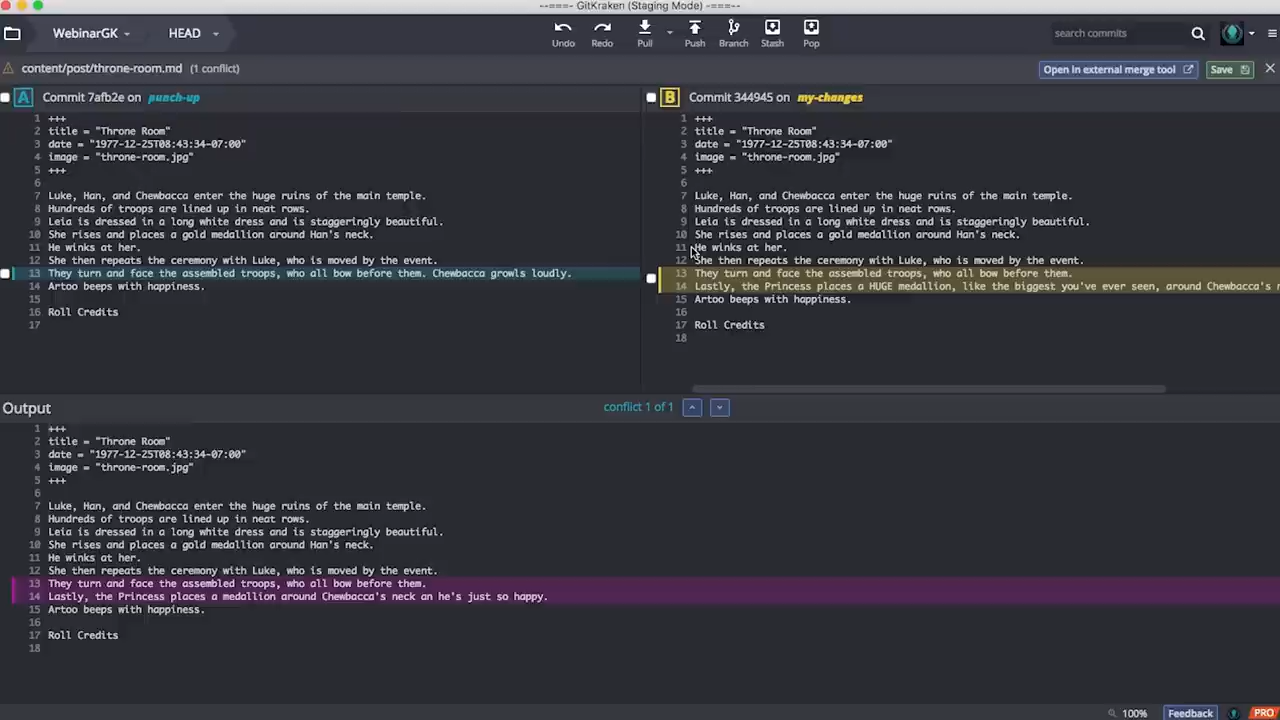 --===- GitKraken (Staging Mode) -===--
WebinarGK HEAD Undo Redo Pull Push Branch Stash Pop search commits
content/post/throne-room.md (1 conflict) Open in external merge tool Save
A Commit 7afb2e on punch-up
1 +++
2 title = "Throne Room"
3 date = "1977-12-25T08:43:34-07:00"
4 image = "throne-room.jpg"
5 +++
6
7 Luke, Han, and Chewbacca enter the huge ruins of the main temple.
8 Hundreds of troops are lined up in neat rows.
9 Leia is dressed in a long white dress and is staggeringly beautiful.
10 She rises and places a gold medallion around Han's neck.
11 He winks at her.
12 She then repeats the ceremony with Luke, who is moved by the event.
13 They turn and face the assembled troops, who all bow before them. Chewbacca growls loudly.
14 Artoo beeps with happiness.
15
16 Roll Credits
17
B Commit 344945 on my-changes
1 +++
2 title = "Throne Room"
3 date = "1977-12-25T08:43:34-07:00"
4 image = "throne-room.jpg"
5 +++
6
7 Luke, Han, and Chewbacca enter the huge ruins of the main temple.
8 Hundreds of troops are lined up in neat rows.
9 Leia is dressed in a long white dress and is staggeringly beautiful.
10 She rises and places a gold medallion around Han's neck.
11 He winks at her.
12 She then repeats the ceremony with Luke, who is moved by the event.
13 They turn and face the assembled troops, who all bow before them.
14 Lastly, the Princess places a HUGE medallion, like the biggest you've ever seen, around Chewbacca's
15 Artoo beeps with happiness.
16
17 Roll Credits
18
Output conflict 1 of 1
1 +++
2 title = "Throne Room"
3 date = "1977-12-25T08:43:34-07:00"
4 image = "throne-room.jpg"
5 +++
6
7 Luke, Han, and Chewbacca enter the huge ruins of the main temple.
8 Hundreds of troops are lined up in neat rows.
9 Leia is dressed in a long white dress and is staggeringly beautiful.
10 She rises and places a gold medallion around Han's neck.
11 He winks at her.
12 She then repeats the ceremony with Luke, who is moved by the event.
13 They turn and face the assembled troops, who all bow before them.
14 Lastly, the Princess places a medallion around Chewbacca's neck an he's just so happy.
15 Artoo beeps with happiness.
16
17 Roll Credits
18
100% Feedback PRO